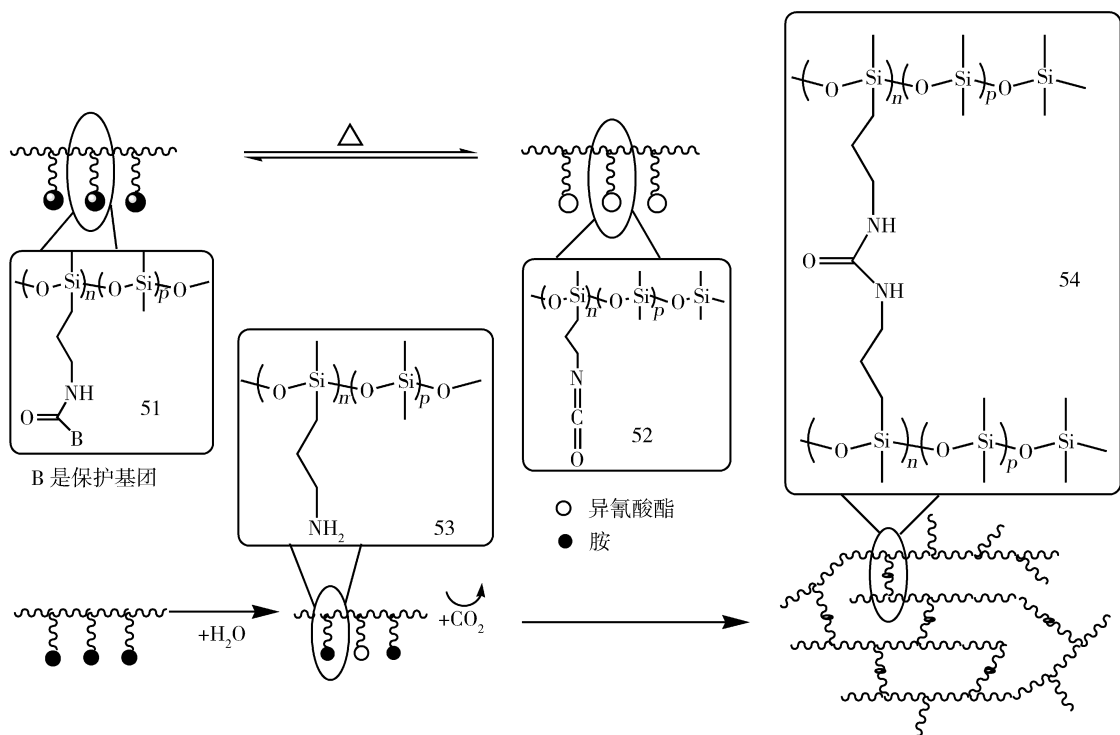 △
O Si n O Si p O
NH
O
B
51
B 是保护基团
O Si n O Si p O
NH₂
53
O Si n O Si p O Si
N
C
O
52
异氰酸酯
胺
O Si n O Si p O Si
NH
O
NH
54
O Si n O Si p O Si
+H₂O
+CO₂